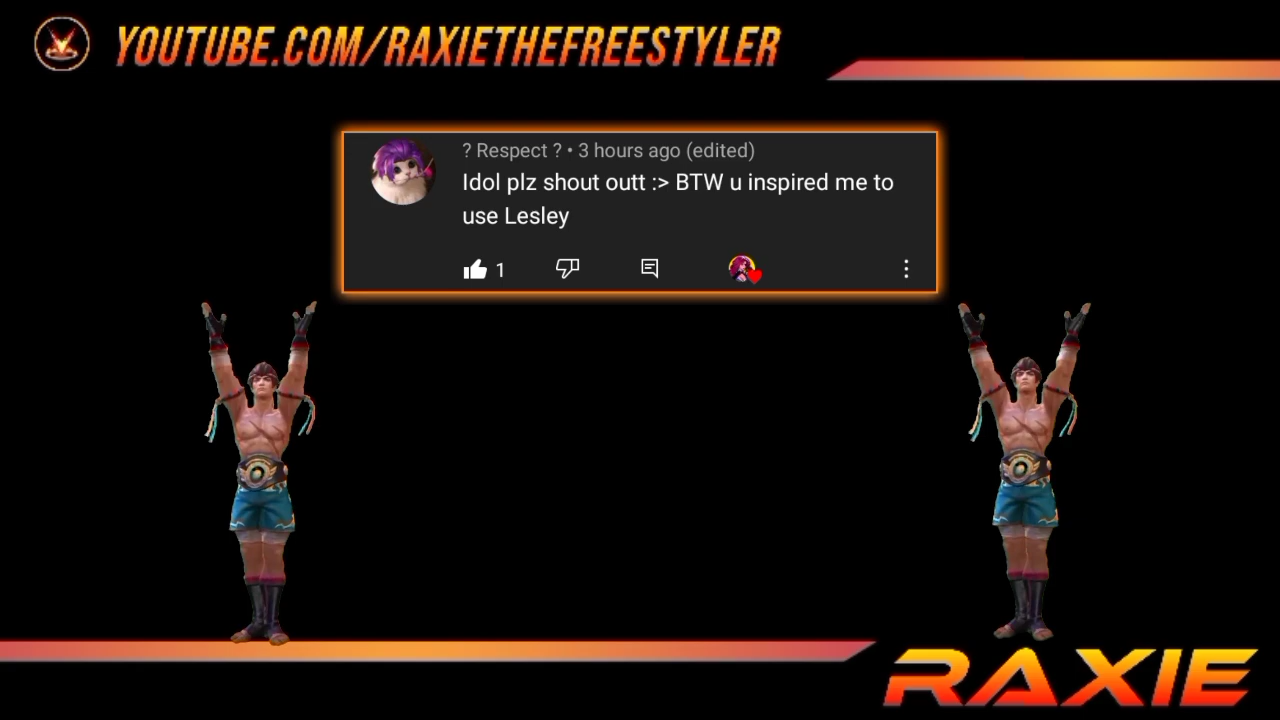 YOUTUBE.COM/RAXIETHEFREESTYLER
? Respect ? • 3 hours ago (edited)
Idol plz shout outt :> BTW u inspired me to
use Lesley
1
RAXIE